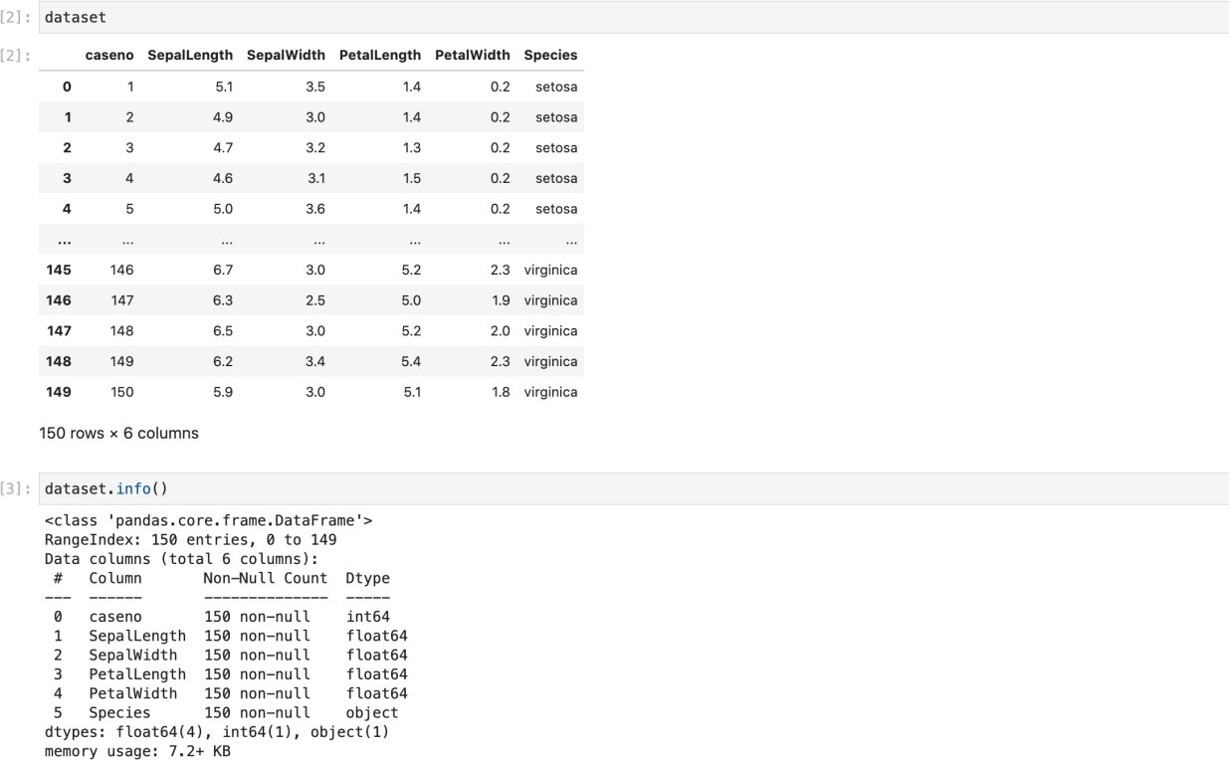 [2]: dataset
[2]: caseno SepalLength SepalWidth PetalLength PetalWidth Species
0 1 5.1 3.5 1.4 0.2 setosa
1 2 4.9 3.0 1.4 0.2 setosa
2 3 4.7 3.2 1.3 0.2 setosa
3 4 4.6 3.1 1.5 0.2 setosa
4 5 5.0 3.6 1.4 0.2 setosa
... ... ... ... ... ... ...
145 146 6.7 3.0 5.2 2.3 virginica
146 147 6.3 2.5 5.0 1.9 virginica
147 148 6.5 3.0 5.2 2.0 virginica
148 149 6.2 3.4 5.4 2.3 virginica
149 150 5.9 3.0 5.1 1.8 virginica
150 rows × 6 columns
[3]: dataset.info()
<class 'pandas.core.frame.DataFrame'>
RangeIndex: 150 entries, 0 to 149
Data columns (total 6 columns):
# Column Non-Null Count Dtype
--- ------ -------------- -----
0 caseno 150 non-null int64
1 SepalLength 150 non-null float64
2 SepalWidth 150 non-null float64
3 PetalLength 150 non-null float64
4 PetalWidth 150 non-null float64
5 Species 150 non-null object
dtypes: float64(4), int64(1), object(1)
memory usage: 7.2+ KB